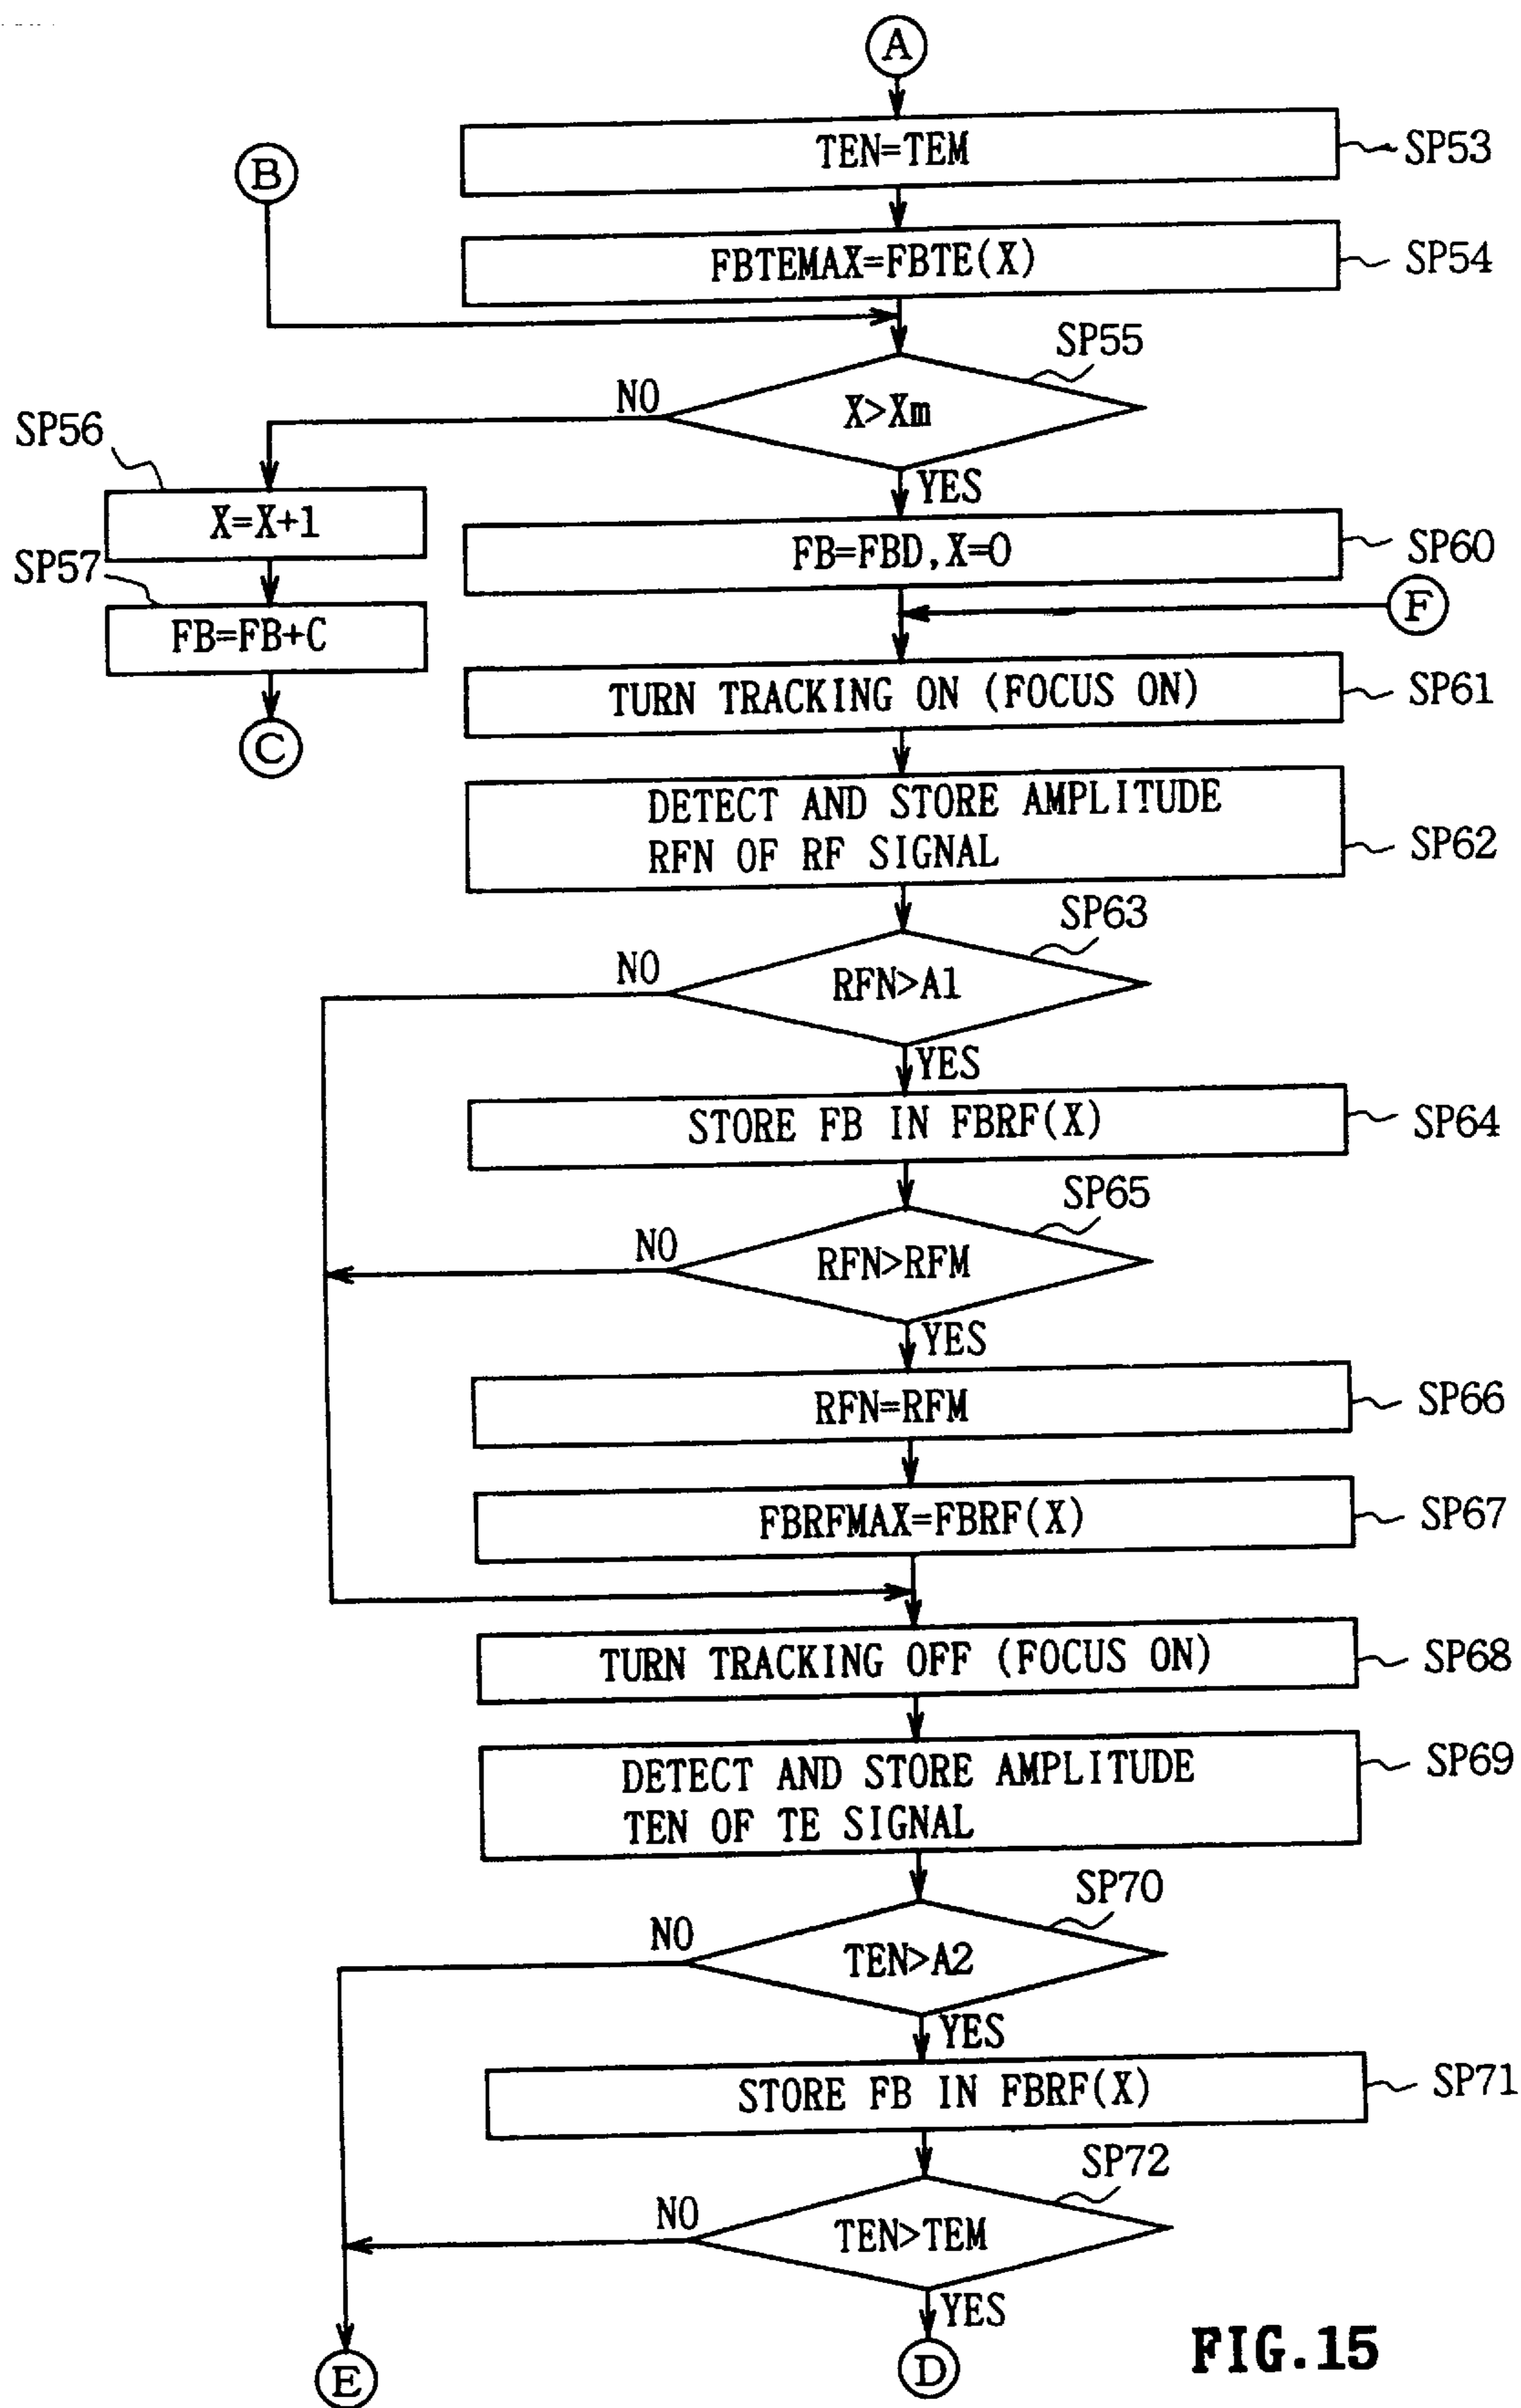 A
TEN=TEM
SP53
B
FBTEMAX=FBTE(X)
SP54
SP55
NO
X>Xm
YES
SP56
X=X+1
SP57
FB=FB+C
C
FB=FBD,X=0
SP60
F
TURN TRACKING ON (FOCUS ON)
SP61
DETECT AND STORE AMPLITUDE
RFN OF RF SIGNAL
SP62
SP63
NO
RFN>A1
YES
STORE FB IN FBRF(X)
SP64
SP65
NO
RFN>RFM
YES
RFN=RFM
SP66
FBRFMAX=FBRF(X)
SP67
TURN TRACKING OFF (FOCUS ON)
SP68
DETECT AND STORE AMPLITUDE
TEN OF TE SIGNAL
SP69
SP70
NO
TEN>A2
YES
STORE FB IN FBRF(X)
SP71
SP72
NO
TEN>TEM
YES
E
D
FIG.15